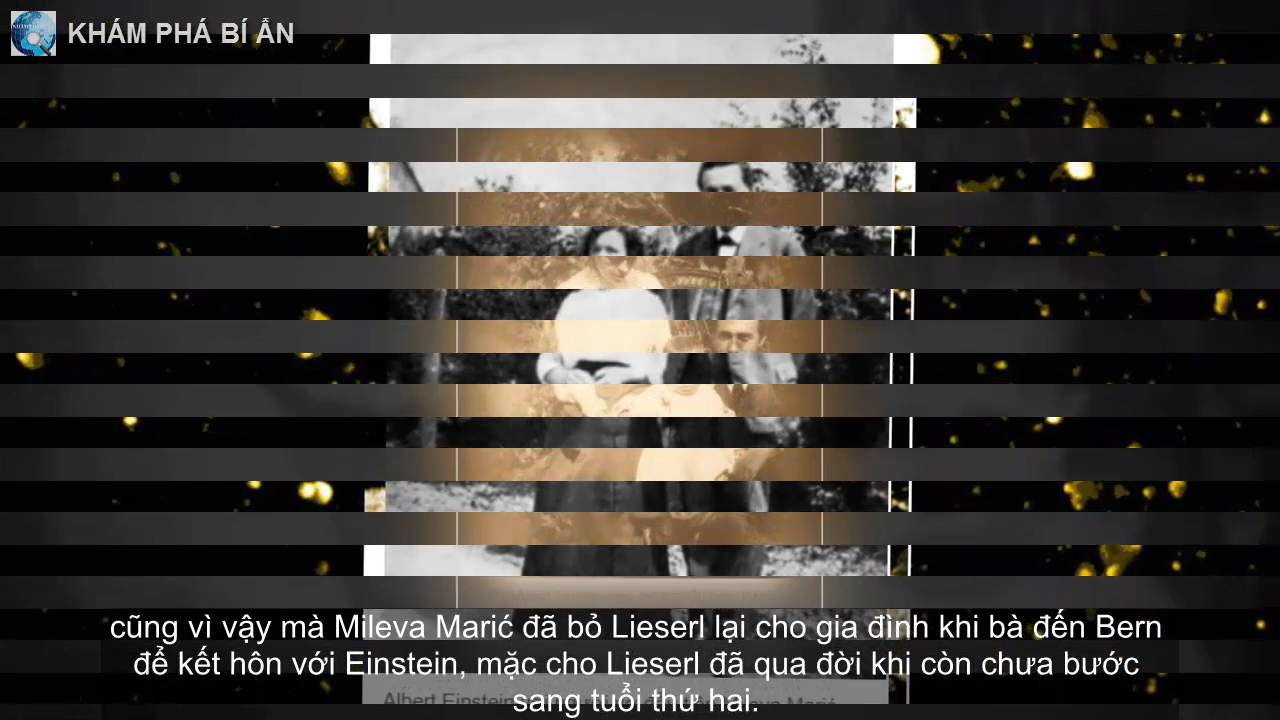 KHÁM PHÁ BÍ ẨN
cũng vì vậy mà Mileva Marić đã bỏ Lieserl lại cho gia đình khi bà đến Bern
để kết hôn với Einstein, mặc cho Lieserl đã qua đời khi còn chưa bước
sang tuổi thứ hai.
Albert Einstein